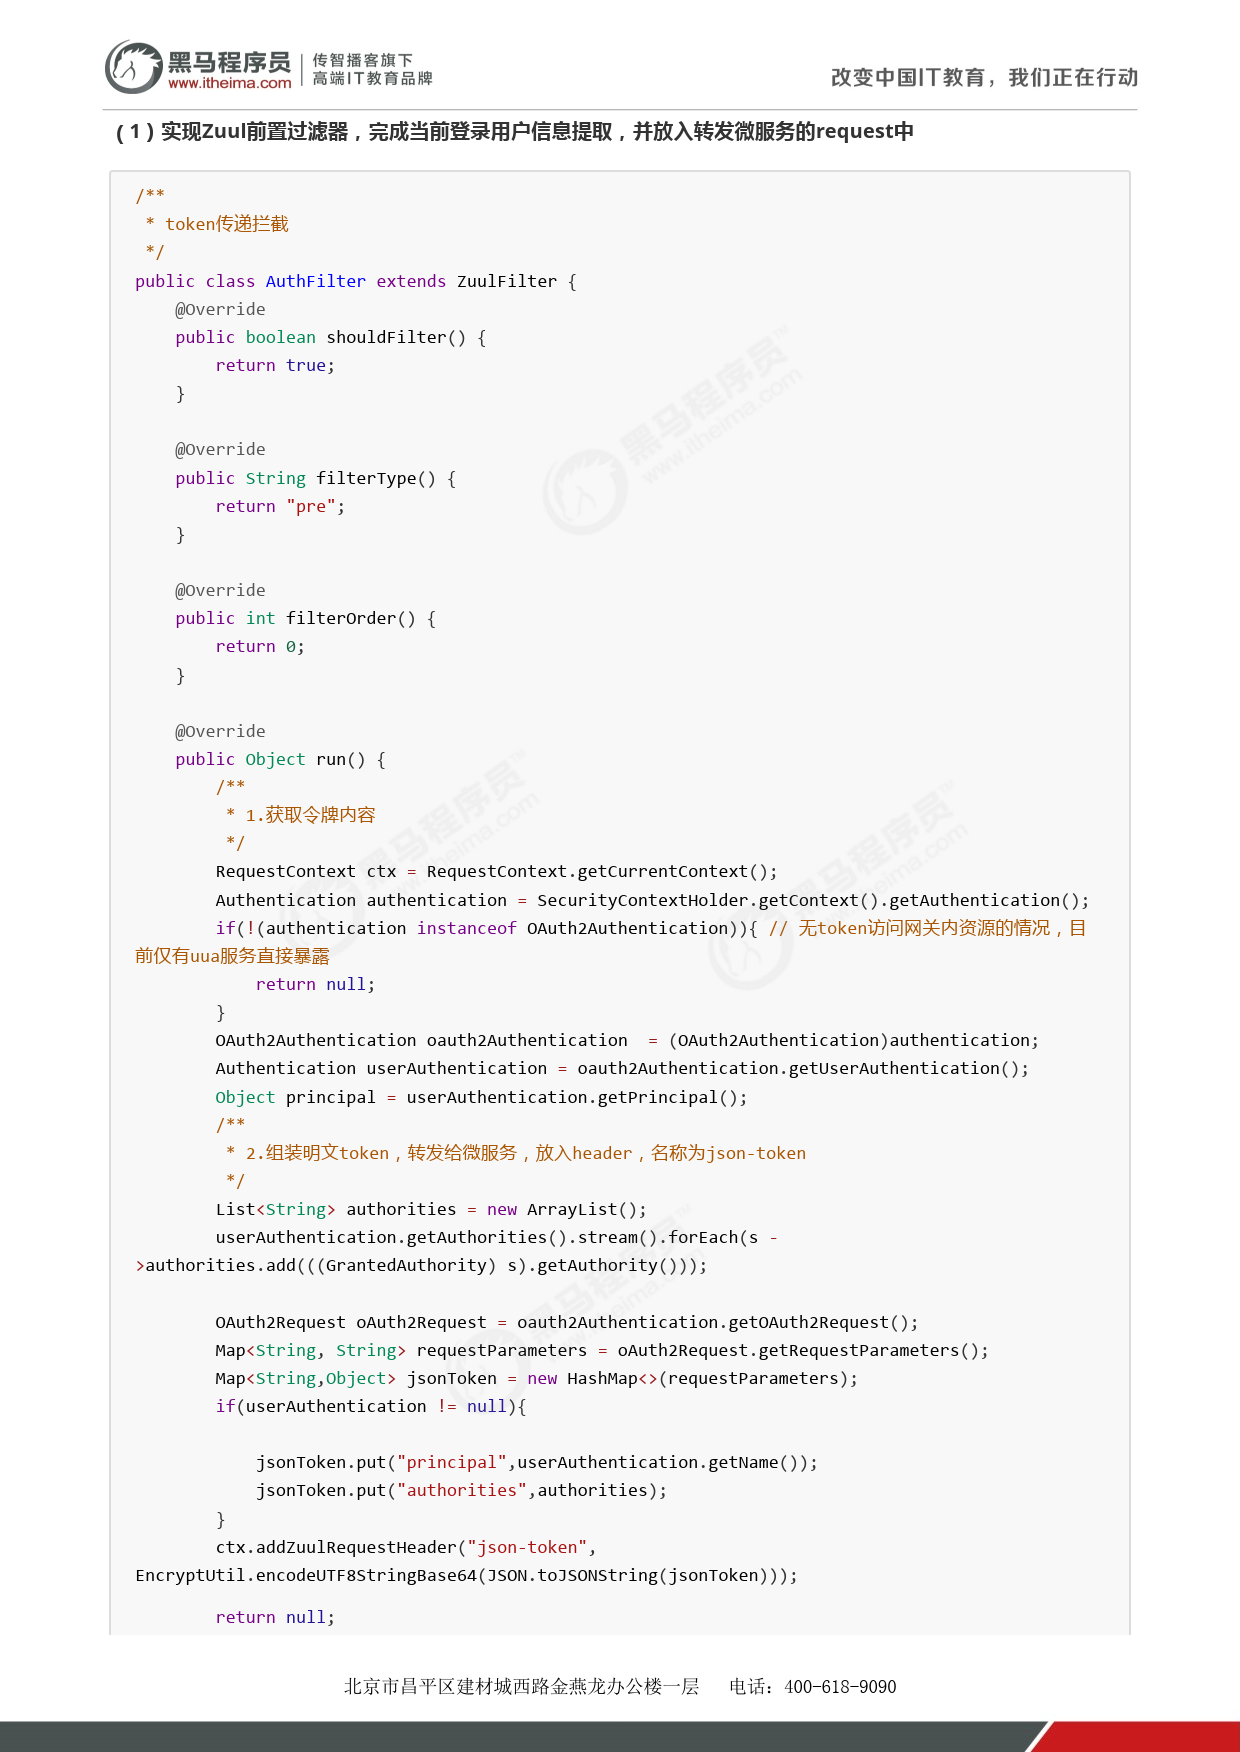 黑马程序员
www.itheima.com
传智播客旗下
高端IT教育品牌
改变中国IT教育，我们正在行动
（1）实现Zuul前置过滤器，完成当前登录用户信息提取，并放入转发微服务的request中
/**
 * token传递拦截
 */
public class AuthFilter extends ZuulFilter {
    @Override
    public boolean shouldFilter() {
        return true;
    }

    @Override
    public String filterType() {
        return "pre";
    }

    @Override
    public int filterOrder() {
        return 0;
    }

    @Override
    public Object run() {
        /**
         * 1.获取令牌内容
         */
        RequestContext ctx = RequestContext.getCurrentContext();
        Authentication authentication = SecurityContextHolder.getContext().getAuthentication();
        if(!(authentication instanceof OAuth2Authentication)){ // 无token访问网关内资源的情况，目
前仅有uua服务直接暴露
            return null;
        }
        OAuth2Authentication oauth2Authentication  = (OAuth2Authentication)authentication;
        Authentication userAuthentication = oauth2Authentication.getUserAuthentication();
        Object principal = userAuthentication.getPrincipal();
        /**
         * 2.组装明文token，转发给微服务，放入header，名称为json-token
         */
        List<String> authorities = new ArrayList();
        userAuthentication.getAuthorities().stream().forEach(s -
>authorities.add(((GrantedAuthority) s).getAuthority()));

        OAuth2Request oAuth2Request = oauth2Authentication.getOAuth2Request();
        Map<String, String> requestParameters = oAuth2Request.getRequestParameters();
        Map<String,Object> jsonToken = new HashMap<>(requestParameters);
        if(userAuthentication != null){

            jsonToken.put("principal",userAuthentication.getName());
            jsonToken.put("authorities",authorities);
        }
        ctx.addZuulRequestHeader("json-token",
EncryptUtil.encodeUTF8StringBase64(JSON.toJSONString(jsonToken)));
        return null;
北京市昌平区建材城西路金燕龙办公楼一层   电话：400-618-9090